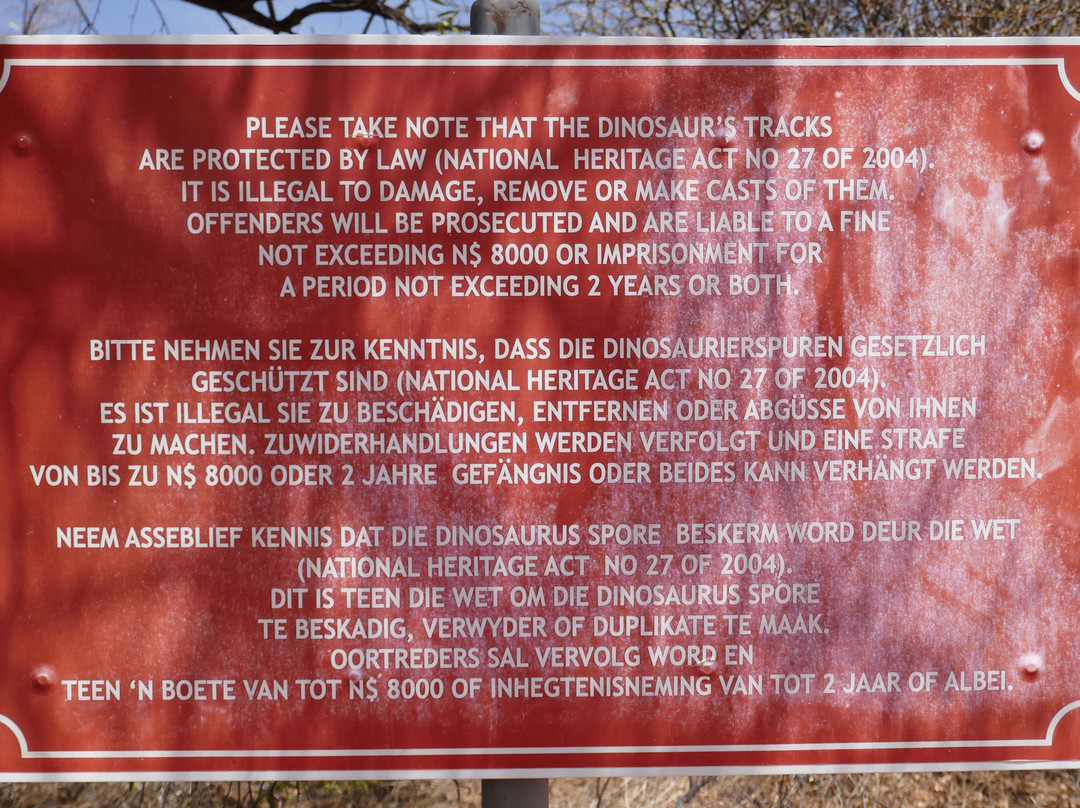 PLEASE TAKE NOTE THAT THE DINOSAUR'S TRACKS
ARE PROTECTED BY LAW (NATIONAL HERITAGE ACT NO 27 OF 2004).
IT IS ILLEGAL TO DAMAGE, REMOVE OR MAKE CASTS OF THEM.
OFFENDERS WILL BE PROSECUTED AND ARE LIABLE TO A FINE
NOT EXCEEDING N$ 8000 OR IMPRISONMENT FOR
A PERIOD NOT EXCEEDING 2 YEARS OR BOTH.
BITTE NEHMEN SIE ZUR KENNTNIS, DASS DIE DINOSAURIERSPUREN GESETZLICH
GESCHÜTZT SIND (NATIONAL HERITAGE ACT NO 27 OF 2004).
ES IST ILLEGAL SIE ZU BESCHÄDIGEN, ENTFERNEN ODER ABGÜSSE VON IHNEN
ZU MACHEN. ZUWIDERHANDLUNGEN WERDEN VERFOLGT UND EINE STRAFE
VON BIS ZU N$ 8000 ODER 2 JAHRE GEFÄNGNIS ODER BEIDES KANN VERHÄNGT WERDEN.
NEEM ASSEBLIEF KENNIS DAT DIE DINOSAURUS SPORE BESKERM WORD DEUR DIE WET
(NATIONAL HERITAGE ACT NO 27 OF 2004).
DIT IS TEEN DIE WET OM DIE DINOSAURUS SPORE
TE BESKADIG, VERWYDER OF DUPLIKATE TE MAAK.
OORTREDERS SAL VERVOLG WORD EN
TEEN 'N BOETE VAN TOT N$ 8000 OF INHEGTENISNEMING VAN TOT 2 JAAR OF ALBEI.